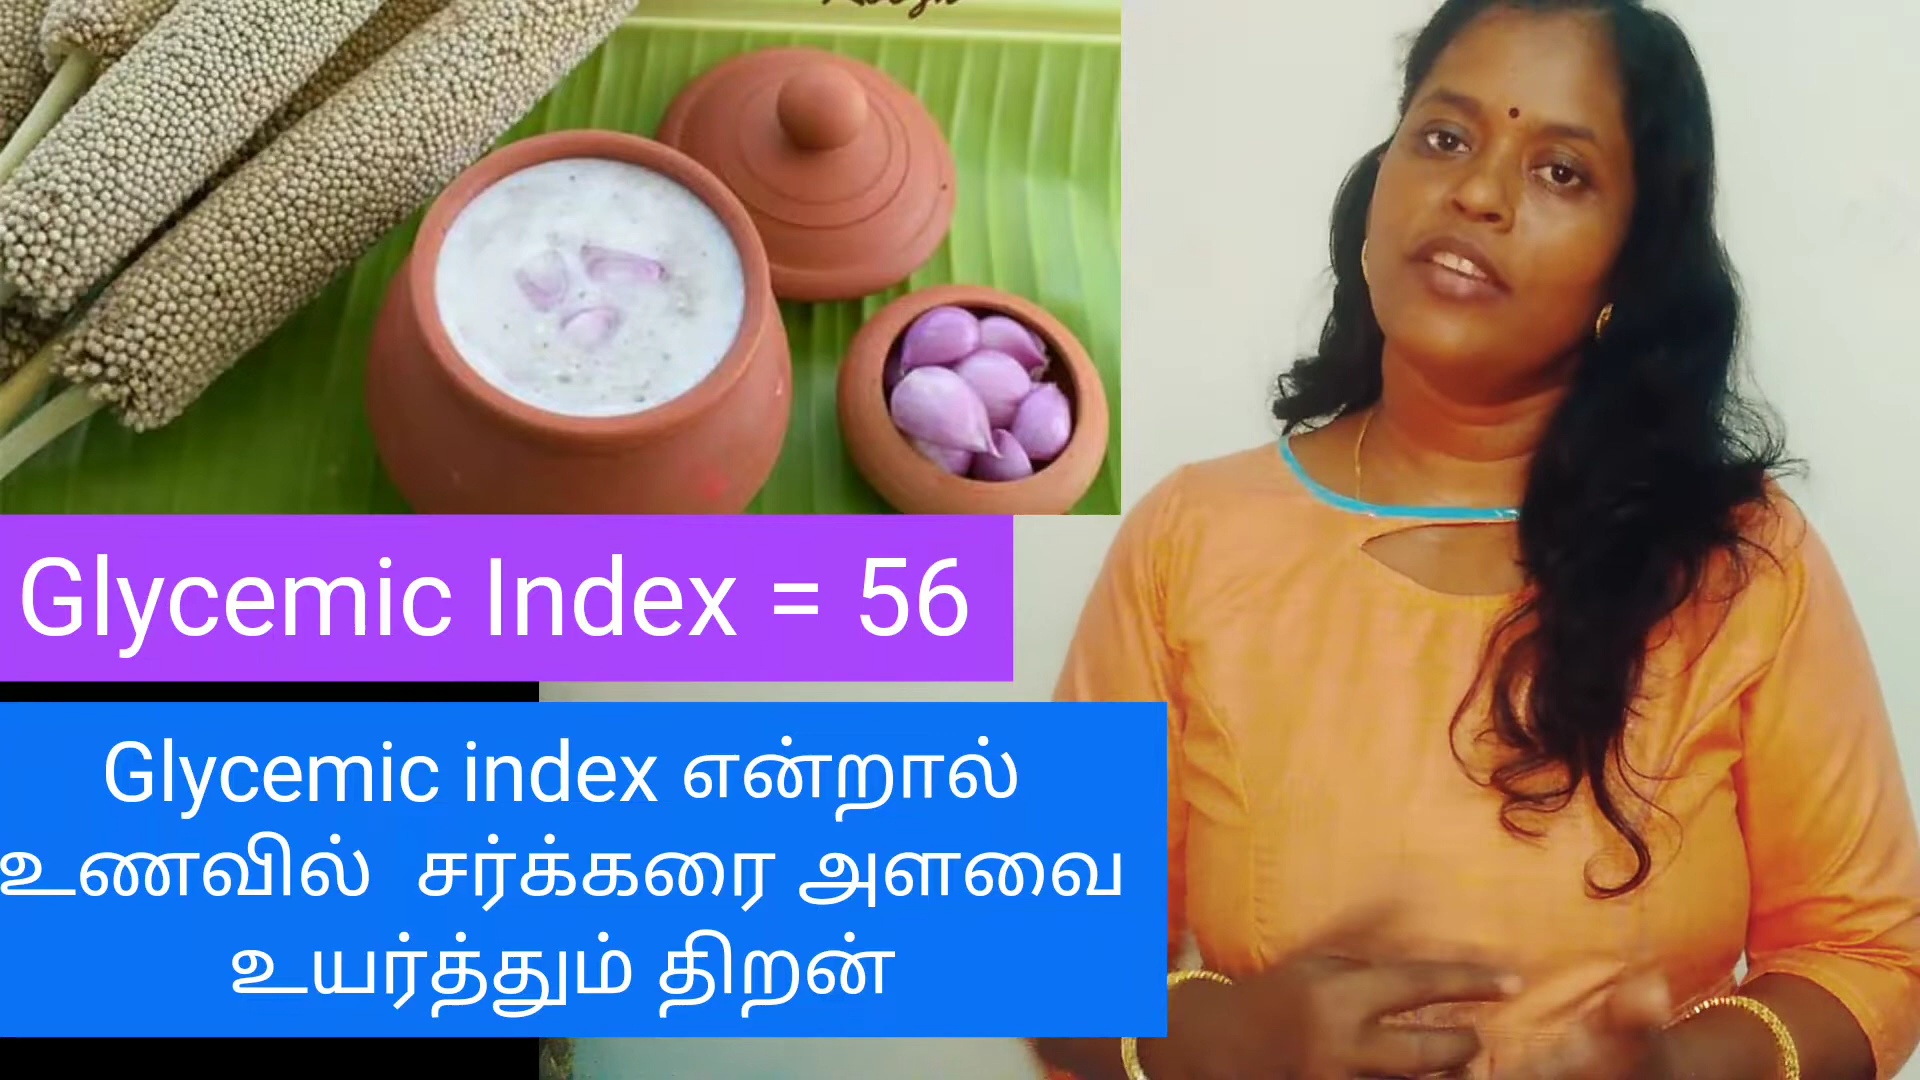 Glycemic Index = 56
Glycemic index என்றால்
உணவில் சர்க்கரை அளவை
உயர்த்தும் திறன்